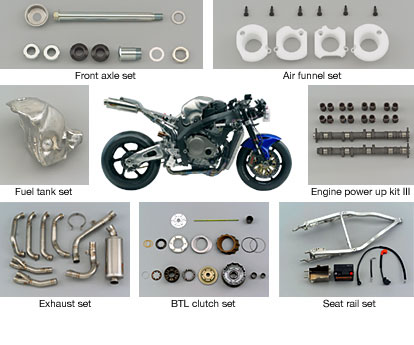 Front axle set
Air funnel set
Fuel tank set
Engine power up kit III
Exhaust set
BTL clutch set
Seat rail set